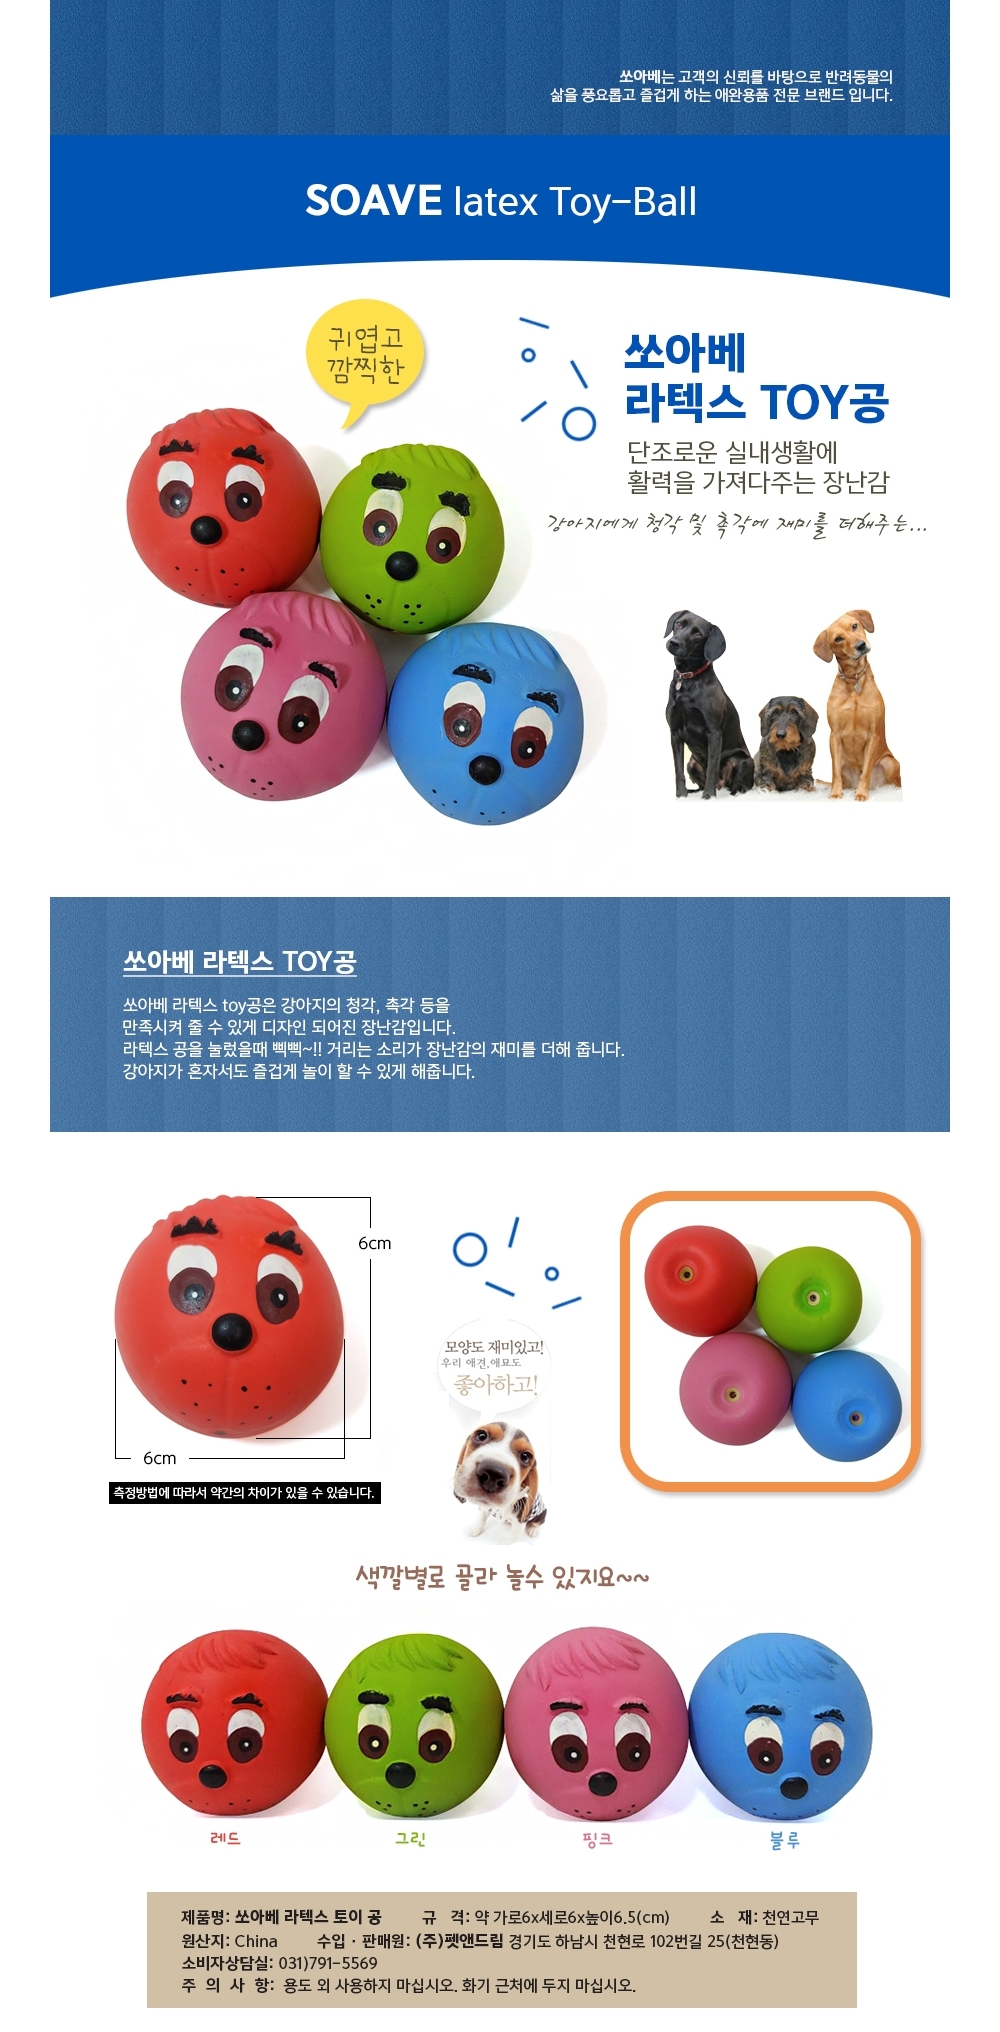 쏘아베는 고객의 신뢰를 바탕으로 반려동물의
삶을 풍요롭고 즐겁게 하는 애완용품 전문 브랜드 입니다.
SOAVE latex Toy-Ball
귀엽고
깜찍한
쏘아베
라텍스 TOY공
단조로운 실내생활에
활력을 가져다주는 장난감
강아지에게 청각 및 촉각에 재미를 더해주는...
쏘아베 라텍스 TOY공
쏘아베 라텍스 toy공은 강아지의 청각, 촉각 등을
만족시켜 줄 수 있게 디자인 되어진 장난감입니다.
라텍스 공을 눌렀을때 삑삑~!! 거리는 소리가 장난감의 재미를 더해 줍니다.
강아지가 혼자서도 즐겁게 놀이 할 수 있게 해줍니다.
6cm
6cm
측정방법에 따라서 약간의 차이가 있을 수 있습니다.
모양도 재미있고!
우리 애견,애묘도
좋아하고!
색깔별로 골라 놀수 있지요~~
레드 그린 핑크 블루
제품명: 쏘아베 라텍스 토이 공 규 격: 약 가로6x세로6x높이6.5(cm) 소 재: 천연고무
원산지: China 수입 · 판매원: (주)펫앤드림 경기도 하남시 천현로 102번길 25(천현동)
소비자상담실: 031)791-5569
주 의 사 항: 용도 외 사용하지 마십시오. 화기 근처에 두지 마십시오.